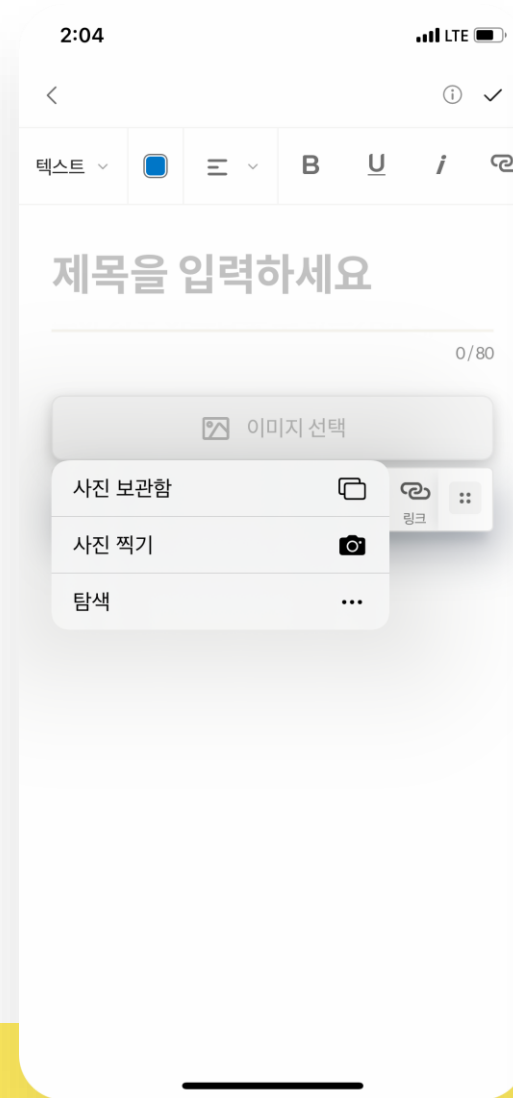 2:04 LTE
텍스트 B U i
제목을 입력하세요
0/80
이미지 선택
사진 보관함
링크
사진 찍기
탐색